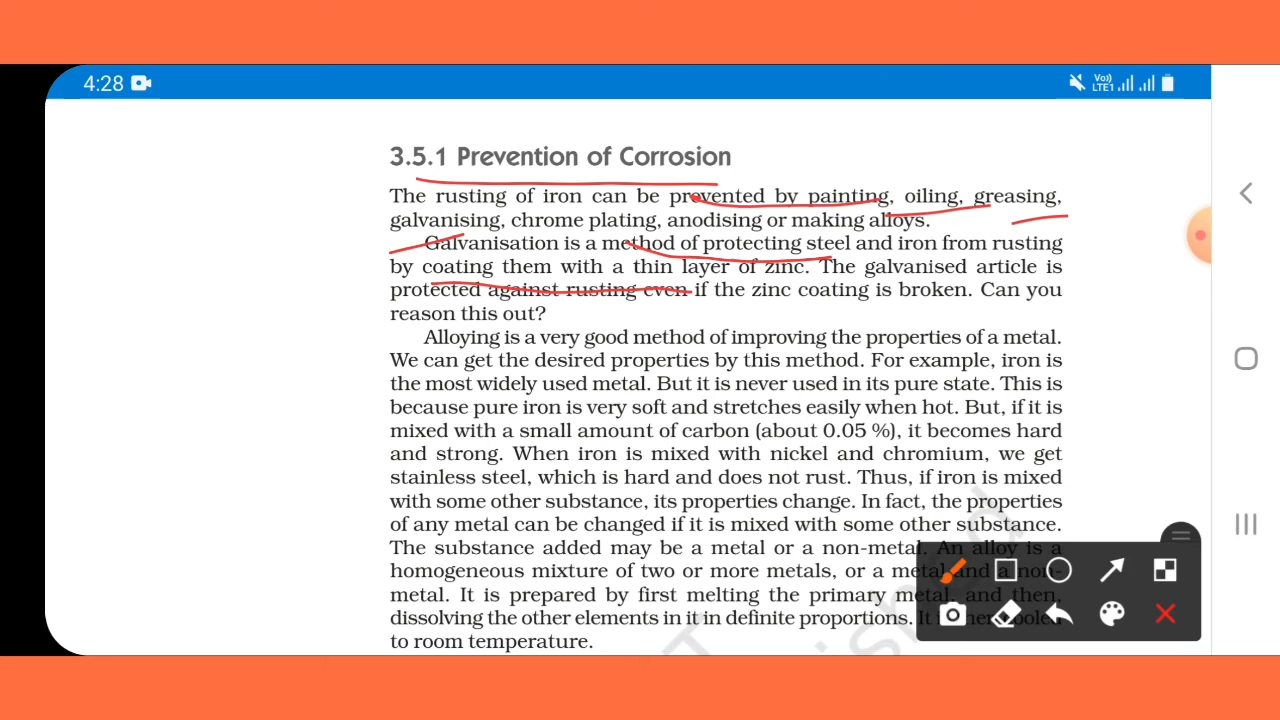 4:28
Vo)
LTE1
3.5.1 Prevention of Corrosion
The rusting of iron can be prevented by painting, oiling, greasing,
galvanising, chrome plating, anodising or making alloys.
Galvanisation is a method of protecting steel and iron from rusting
by coating them with a thin layer of zinc. The galvanised article is
protected against rusting even if the zinc coating is broken. Can you
reason this out?
Alloying is a very good method of improving the properties of a metal.
We can get the desired properties by this method. For example, iron is
the most widely used metal. But it is never used in its pure state. This is
because pure iron is very soft and stretches easily when hot. But, if it is
mixed with a small amount of carbon (about 0.05 %), it becomes hard
and strong. When iron is mixed with nickel and chromium, we get
stainless steel, which is hard and does not rust. Thus, if iron is mixed
with some other substance, its properties change. In fact, the properties
of any metal can be changed if it is mixed with some other substance.
The substance added may be a metal or a non-metal. An alloy is a
homogeneous mixture of two or more metals, or a metal and a non-
metal. It is prepared by first melting the primary metal, and then,
dissolving the other elements in it in definite proportions. It is then cooled
to room temperature.